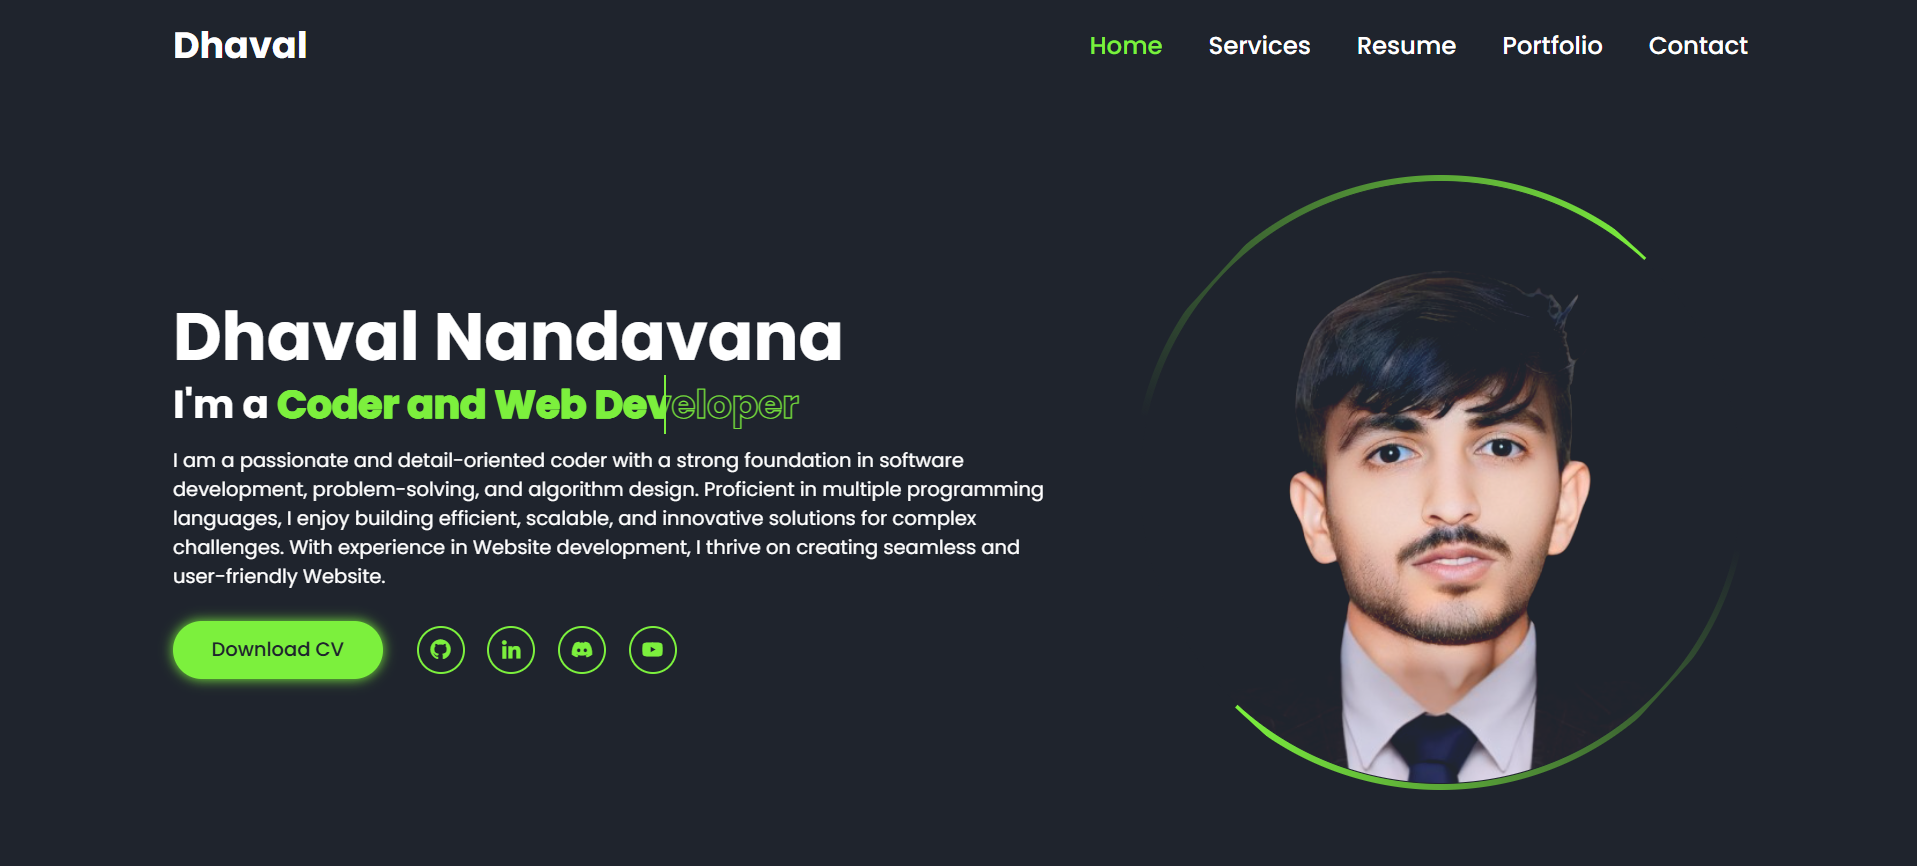 Dhaval
Home Services Resume Portfolio Contact
Dhaval Nandavana
I'm a Coder and Web Developer
I am a passionate and detail-oriented coder with a strong foundation in software
development, problem-solving, and algorithm design. Proficient in multiple programming
languages, I enjoy building efficient, scalable, and innovative solutions for complex
challenges. With experience in Website development, I thrive on creating seamless and
user-friendly Website.
Download CV
in